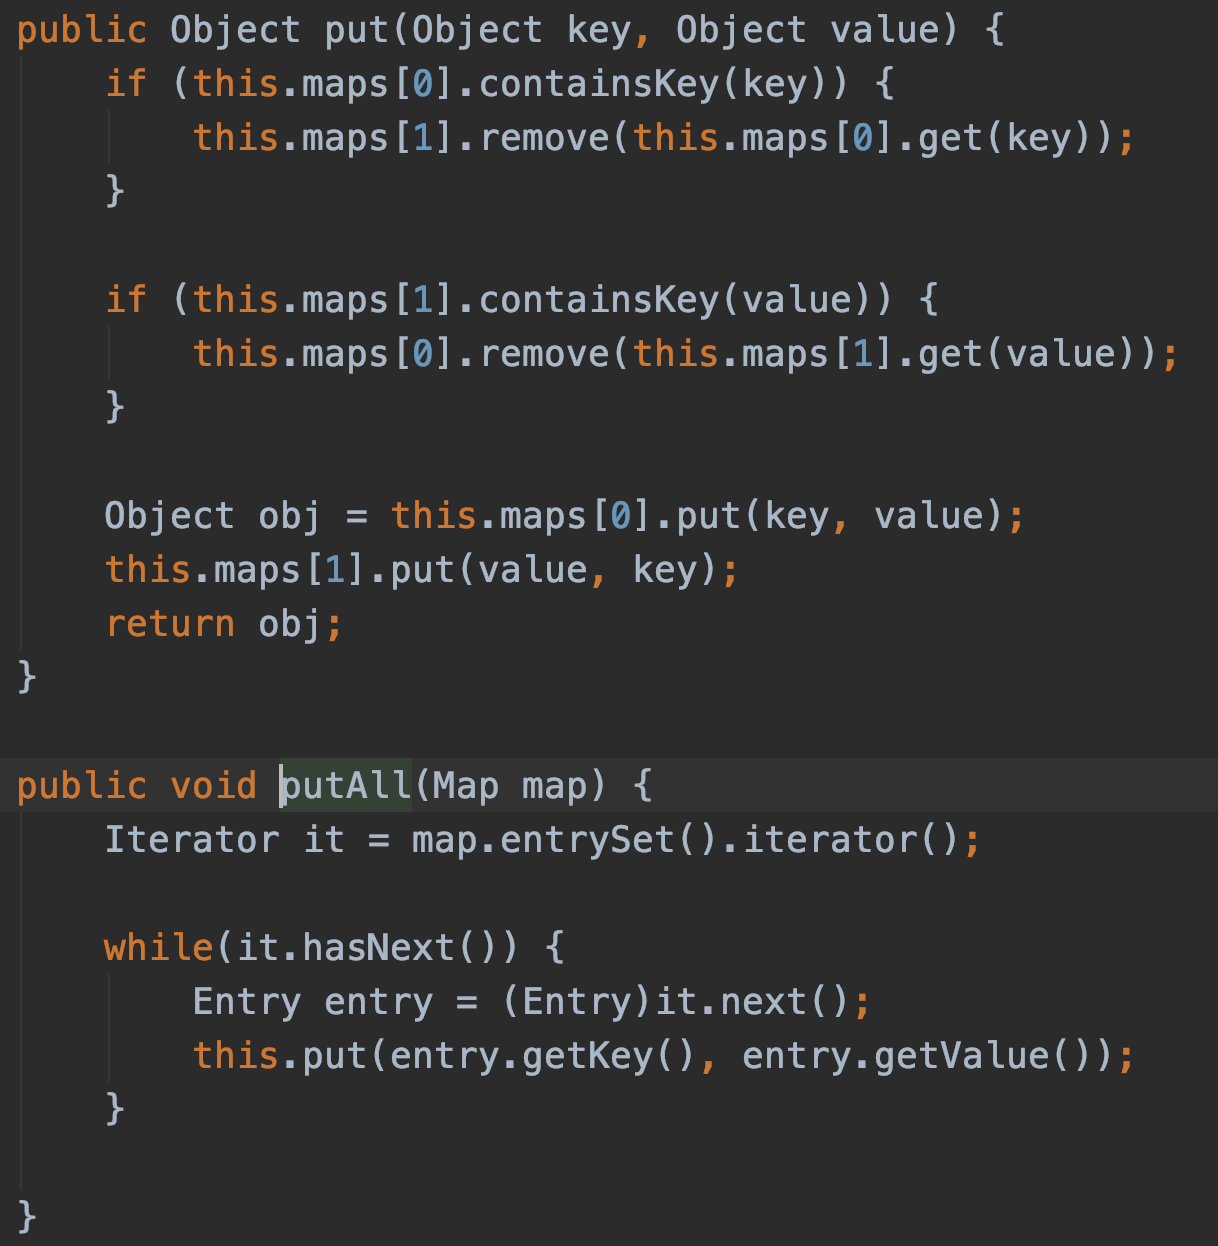 public Object put(Object key, Object value) {
    if (this.maps[0].containsKey(key)) {
        this.maps[1].remove(this.maps[0].get(key));
    }

    if (this.maps[1].containsKey(value)) {
        this.maps[0].remove(this.maps[1].get(value));
    }

    Object obj = this.maps[0].put(key, value);
    this.maps[1].put(value, key);
    return obj;
}

public void putAll(Map map) {
    Iterator it = map.entrySet().iterator();

    while(it.hasNext()) {
        Entry entry = (Entry)it.next();
        this.put(entry.getKey(), entry.getValue());
    }

}